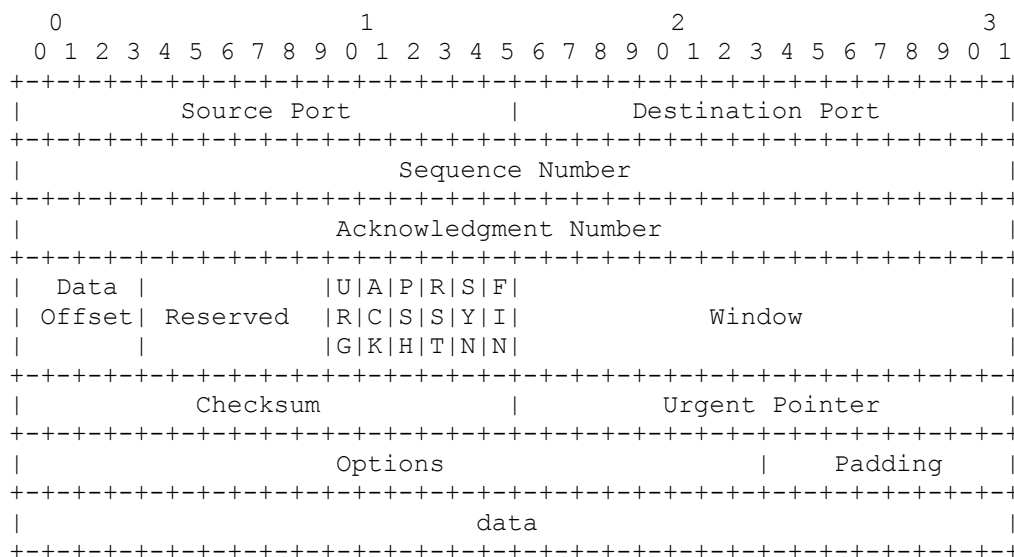 0                   1                   2                   3
0 1 2 3 4 5 6 7 8 9 0 1 2 3 4 5 6 7 8 9 0 1 2 3 4 5 6 7 8 9 0 1
+-+-+-+-+-+-+-+-+-+-+-+-+-+-+-+-+-+-+-+-+-+-+-+-+-+-+-+-+-+-+-+-+
|          Source Port          |       Destination Port        |
+-+-+-+-+-+-+-+-+-+-+-+-+-+-+-+-+-+-+-+-+-+-+-+-+-+-+-+-+-+-+-+-+
|                        Sequence Number                        |
+-+-+-+-+-+-+-+-+-+-+-+-+-+-+-+-+-+-+-+-+-+-+-+-+-+-+-+-+-+-+-+-+
|                    Acknowledgment Number                      |
+-+-+-+-+-+-+-+-+-+-+-+-+-+-+-+-+-+-+-+-+-+-+-+-+-+-+-+-+-+-+-+-+
|  Data |           |U|A|P|R|S|F|                               |
| Offset| Reserved  |R|C|S|S|Y|I|            Window             |
|       |           |G|K|H|T|N|N|                               |
+-+-+-+-+-+-+-+-+-+-+-+-+-+-+-+-+-+-+-+-+-+-+-+-+-+-+-+-+-+-+-+-+
|           Checksum            |         Urgent Pointer        |
+-+-+-+-+-+-+-+-+-+-+-+-+-+-+-+-+-+-+-+-+-+-+-+-+-+-+-+-+-+-+-+-+
|                    Options                    |    Padding    |
+-+-+-+-+-+-+-+-+-+-+-+-+-+-+-+-+-+-+-+-+-+-+-+-+-+-+-+-+-+-+-+-+
|                             data                              |
+-+-+-+-+-+-+-+-+-+-+-+-+-+-+-+-+-+-+-+-+-+-+-+-+-+-+-+-+-+-+-+-+